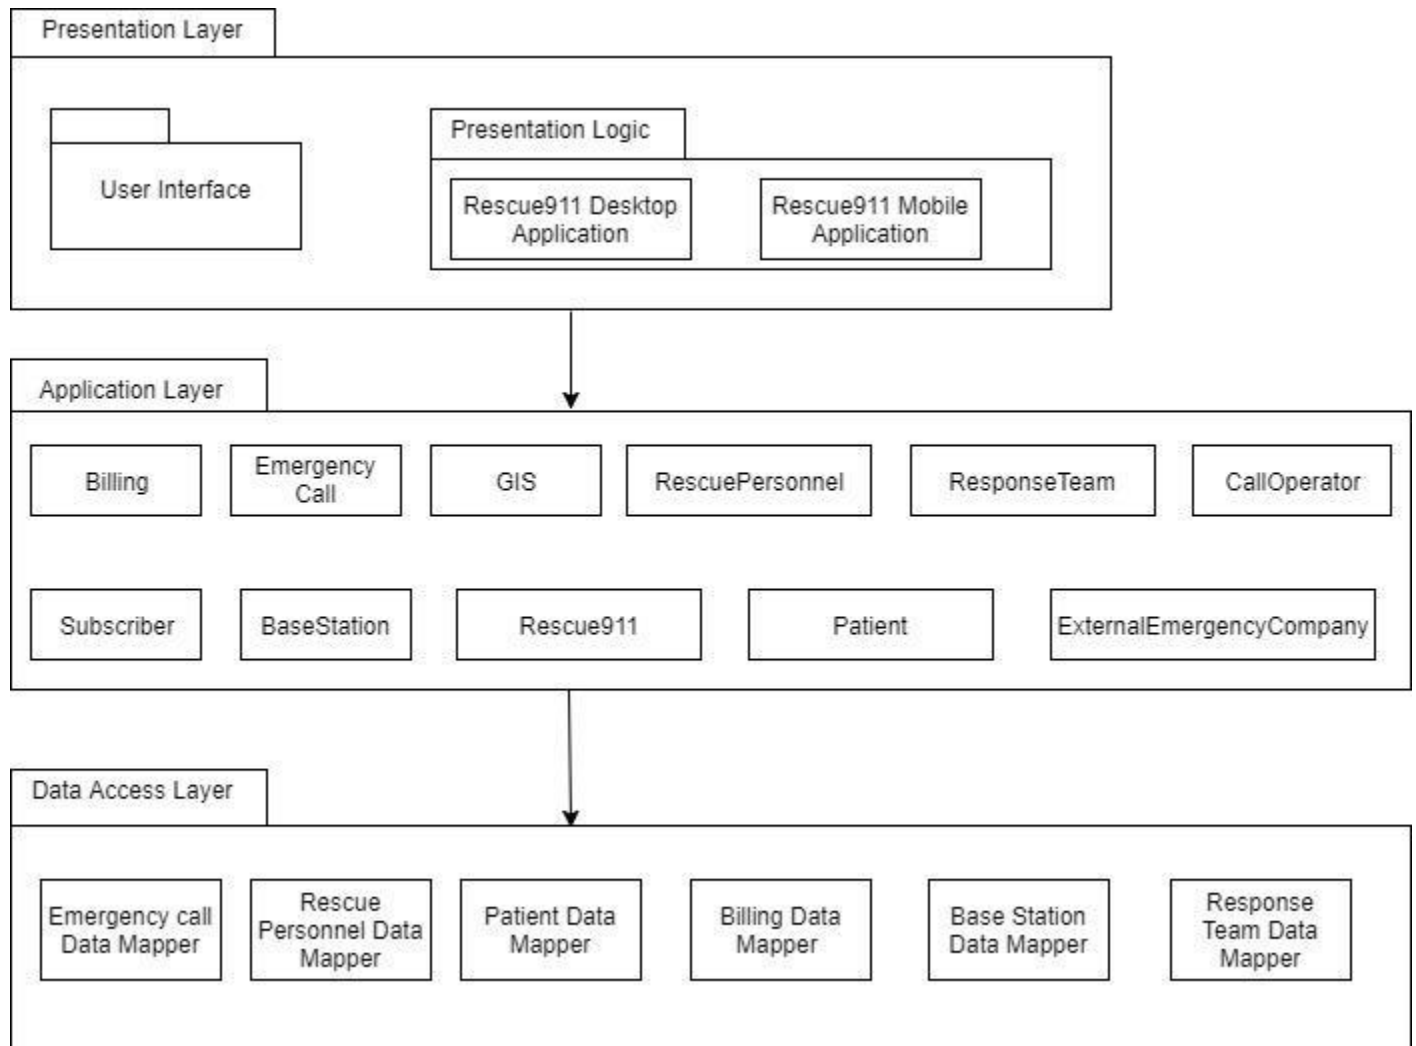 Presentation Layer
User Interface
Presentation Logic
Rescue911 Desktop
Application
Rescue911 Mobile
Application
Application Layer
Billing
Emergency
Call
GIS
RescuePersonnel
ResponseTeam
CallOperator
Subscriber
BaseStation
Rescue911
Patient
ExternalEmergencyCompany
Data Access Layer
Emergency call
Data Mapper
Rescue
Personnel Data
Mapper
Patient Data
Mapper
Billing Data
Mapper
Base Station
Data Mapper
Response
Team Data
Mapper